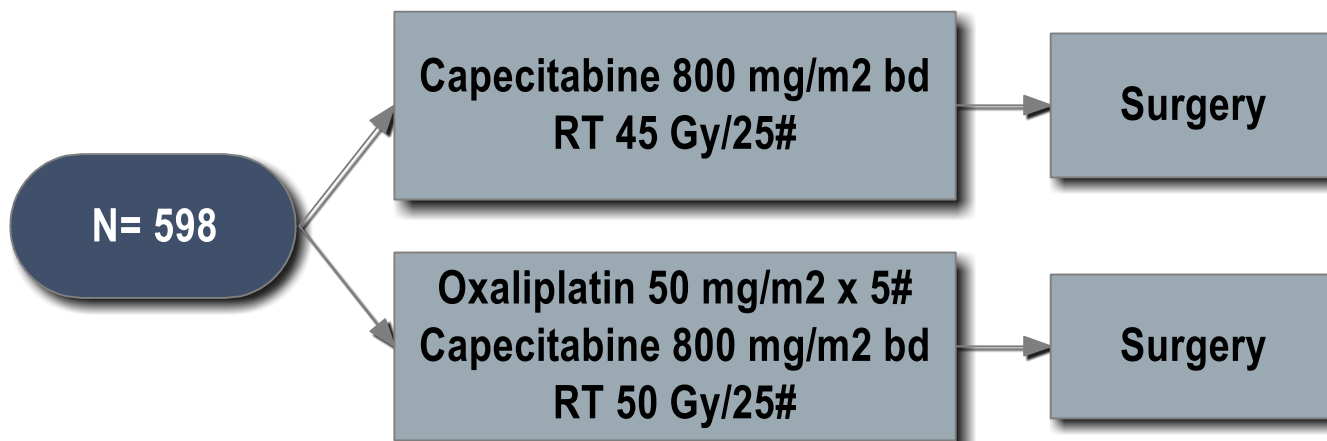 N= 598
Capecitabine 800 mg/m2 bd
RT 45 Gy/25#
Surgery
Oxaliplatin 50 mg/m2 x 5#
Capecitabine 800 mg/m2 bd
RT 50 Gy/25#
Surgery